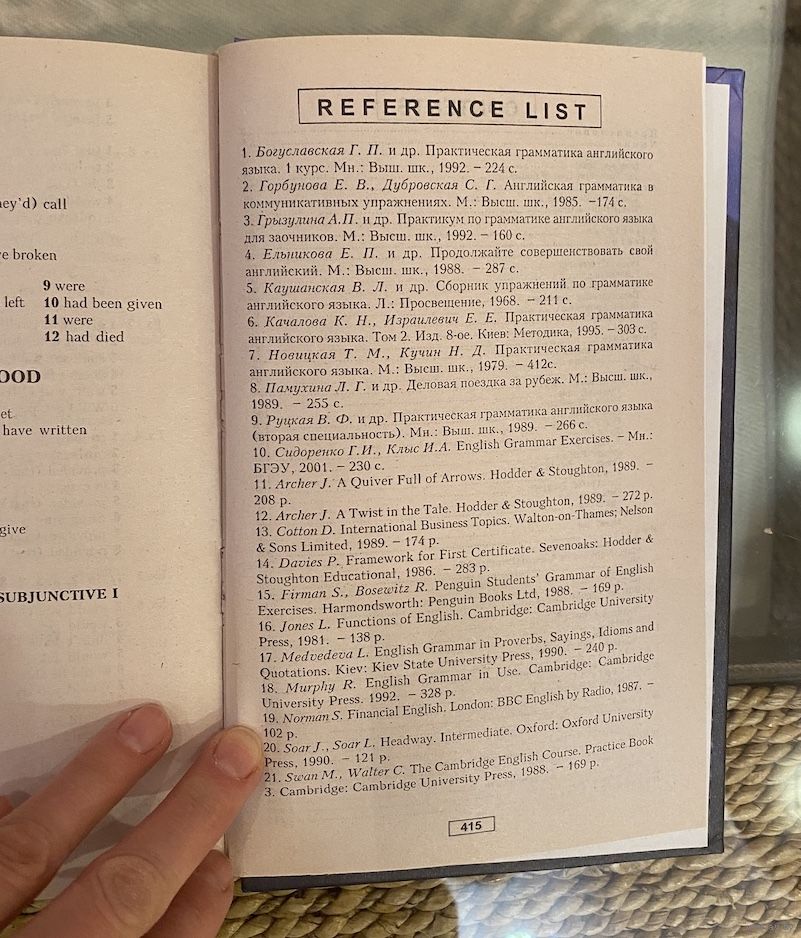 ney'd) call
e broken
9 were
left 10 had been given
11 were
12 had died
OOD
et
have written
give
SUBJUNCTIVE I
REFERENCE LIST
1. Богуславская Г. П. и др. Практическая грамматика английского
языка. 1 курс. Мн.: Выш. шк., 1992. – 224 с.
2. Горбунова Е. В., Дубровская С. Г. Английская грамматика в
коммуникативных упражнениях. М.: Высш. шк., 1985. –174 с.
3. Грызулина А.П. и др. Практикум по грамматике английского языка
для заочников. М.: Высш. шк., 1992. – 160 с.
4. Ельникова Е. П. и др. Продолжайте совершенствовать свой
английский. М.: Высш. шк., 1988. – 287 с.
5. Каушанская В. Л. и др. Сборник упражнений по грамматике
английского языка. Л.: Просвещение, 1968. – 211 с.
6. Качалова К. Н., Израилевич Е. Е. Практическая грамматика
английского языка. Том 2. Изд. 8-ое. Киев: Методика, 1995. –303 с.
7. Новицкая Т. М., Кучин Н. Д. Практическая грамматика
английского языка. М.: Высш. шк., 1979. – 412с.
8. Памухина Л. Г. и др. Деловая поездка за рубеж. М.: Высш. шк.,
1989. – 255 с.
9. Руцкая В. Ф. и др. Практическая грамматика английского языка
(вторая специальность). Мн.: Выш. шк., 1989. – 266 с.
10. Сидоренко Г.И., Клыс И.А. English Grammar Exercises. – Мн.:
БГЭУ, 2001. – 230 с.
11. Archer J. A Quiver Full of Arrows. Hodder & Stoughton, 1989. –
208 p.
12. Archer J. A Twist in the Tale. Hodder & Stoughton, 1989. – 272 p.
13. Cotton D. International Business Topics. Walton-on-Thames; Nelson
& Sons Limited, 1989. – 174 p.
14. Davies P. Framework for First Certificate. Sevenoaks: Hodder &
Stoughton Educational, 1986. – 283 p.
15. Firman S., Bosewitz R. Penguin Students' Grammar of English
Exercises. Harmondsworth: Penguin Books Ltd, 1988. – 169 p.
16. Jones L. Functions of English. Cambridge: Cambridge University
Press, 1981. – 138 p.
17. Medvedeva L. English Grammar in Proverbs, Sayings, Idioms and
Quotations. Kiev: Kiev State University Press, 1990. – 240 p.
18. Murphy R. English Grammar in Use. Cambridge: Cambridge
University Press. 1992. – 328 p.
19. Norman S. Financial English. London: BBC English by Radio, 1987. –
102 p.
20. Soar J., Soar L. Headway. Intermediate. Oxford: Oxford University
Press, 1990. – 121 p.
21. Swan M., Walter C. The Cambridge English Course. Practice Book
3. Cambridge: Cambridge University Press, 1988. – 169 p.
415